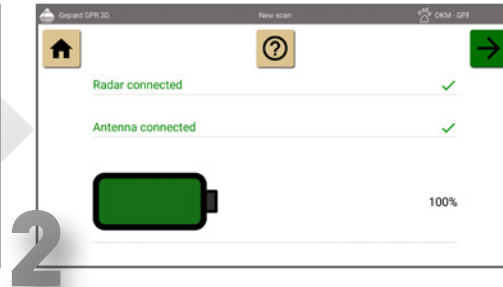 Gepard GPR 3D New scan OKM - GPR
?
Radar connected
Antenna connected
100%
2